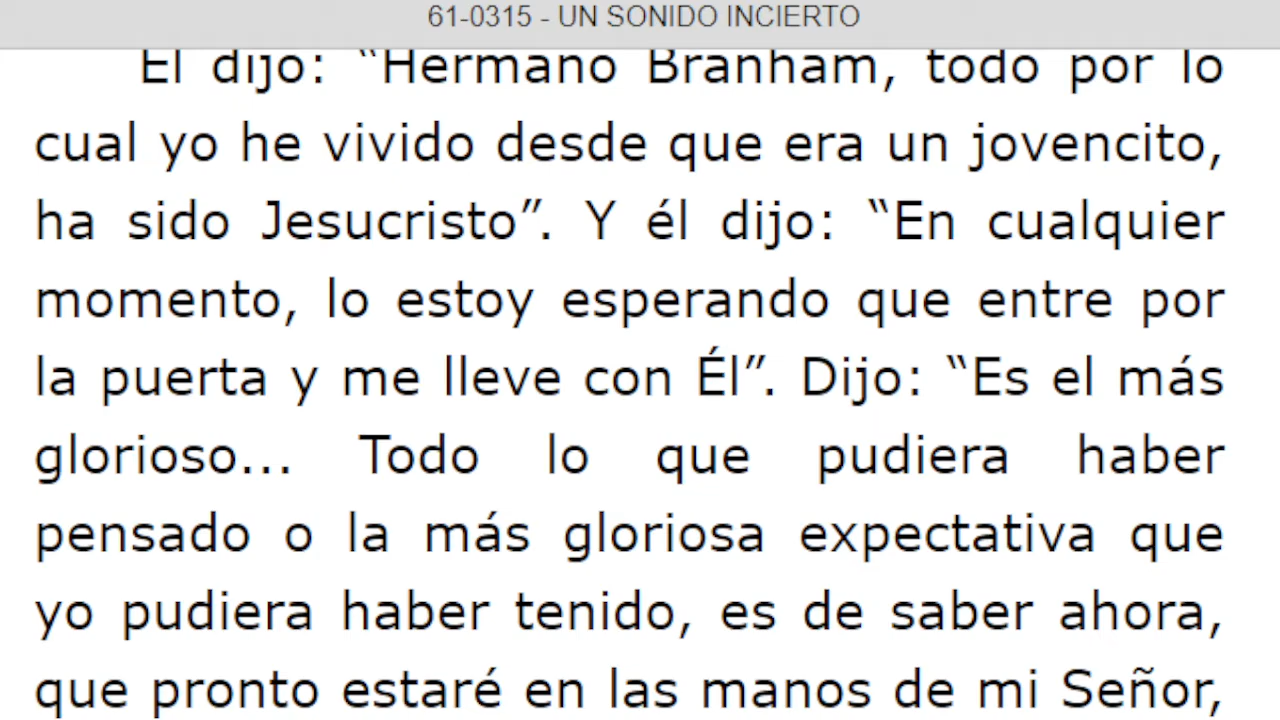 61-0315 - UN SONIDO INCIERTO
Él dijo: “Hermano Branham, todo por lo
cual yo he vivido desde que era un jovencito,
ha sido Jesucristo”. Y él dijo: “En cualquier
momento, lo estoy esperando que entre por
la puerta y me lleve con Él”. Dijo: “Es el más
glorioso... Todo lo que pudiera haber
pensado o la más gloriosa expectativa que
yo pudiera haber tenido, es de saber ahora,
que pronto estaré en las manos de mi Señor,